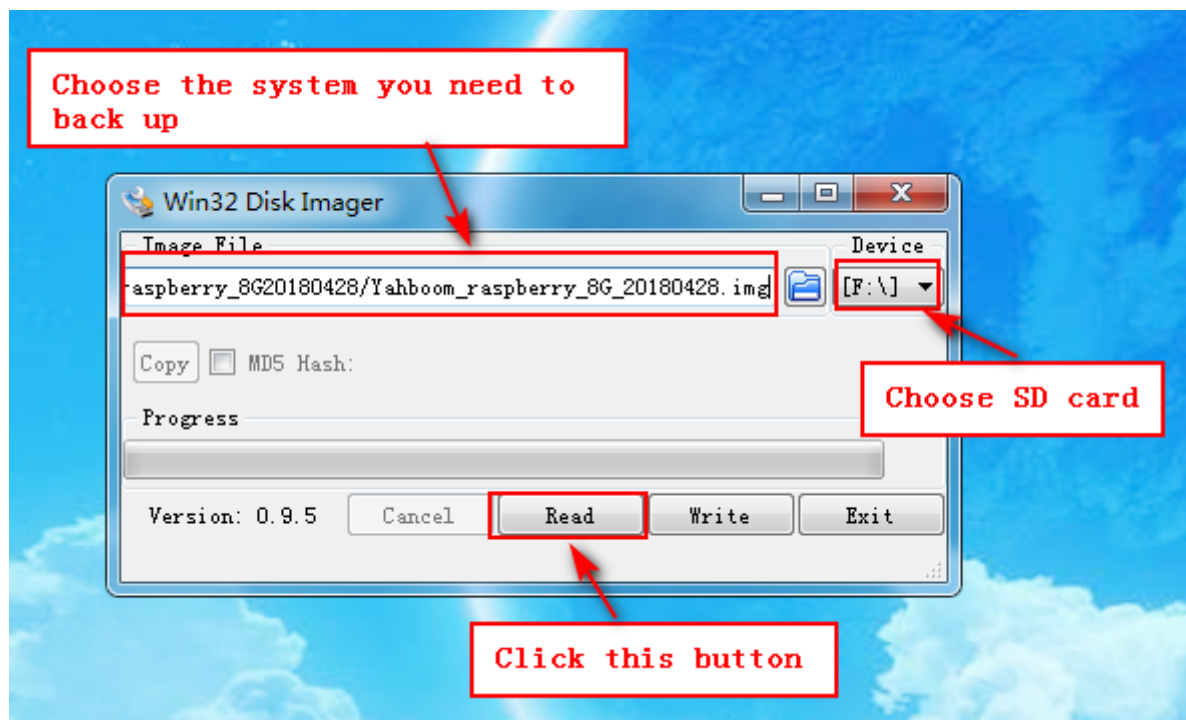 Choose the system you need to
back up
Win32 Disk Imager
Image File
Device
raspberry_8G20180428/Yahboom_raspberry_8G_20180428.img
[F:\]
Copy
MD5 Hash:
Choose SD card
Progress
Version: 0.9.5
Cancel
Read
Write
Exit
Click this button